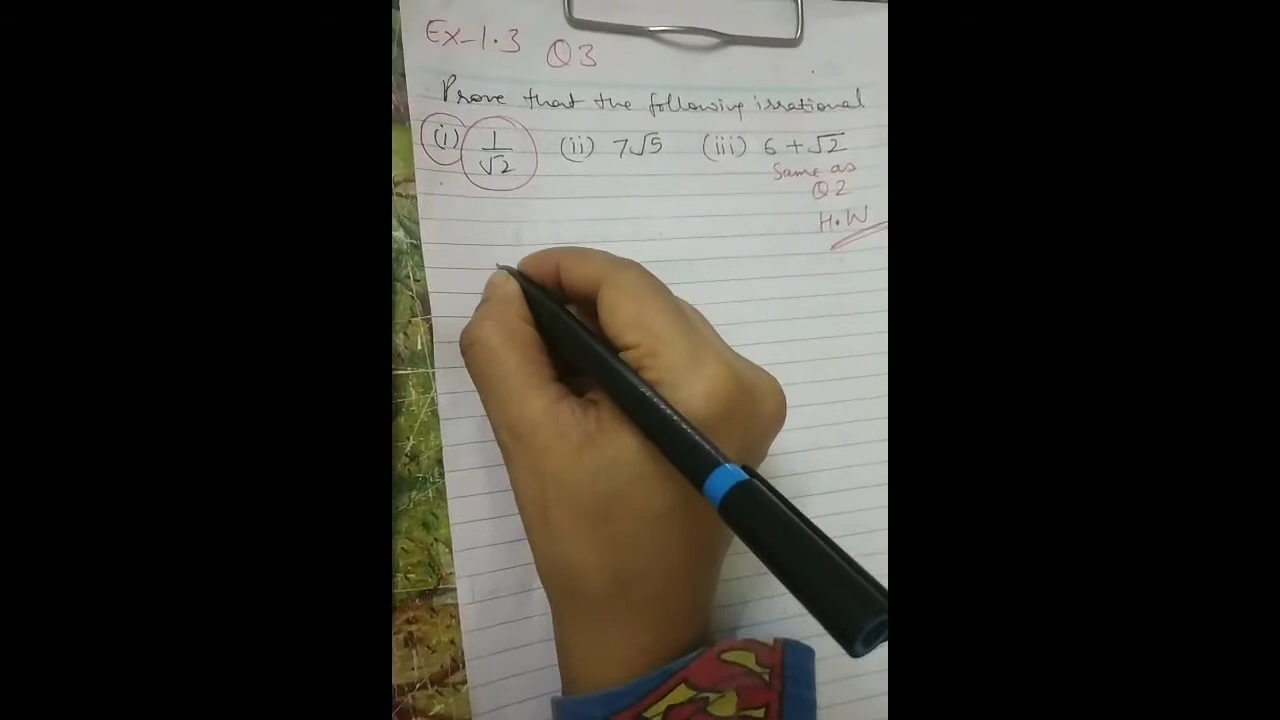 Ex-1.3 Q3
Prove that the following irrational
(i) 1/√2 (ii) 7√5 (iii) 6+√2
Same as
Q2
H.W